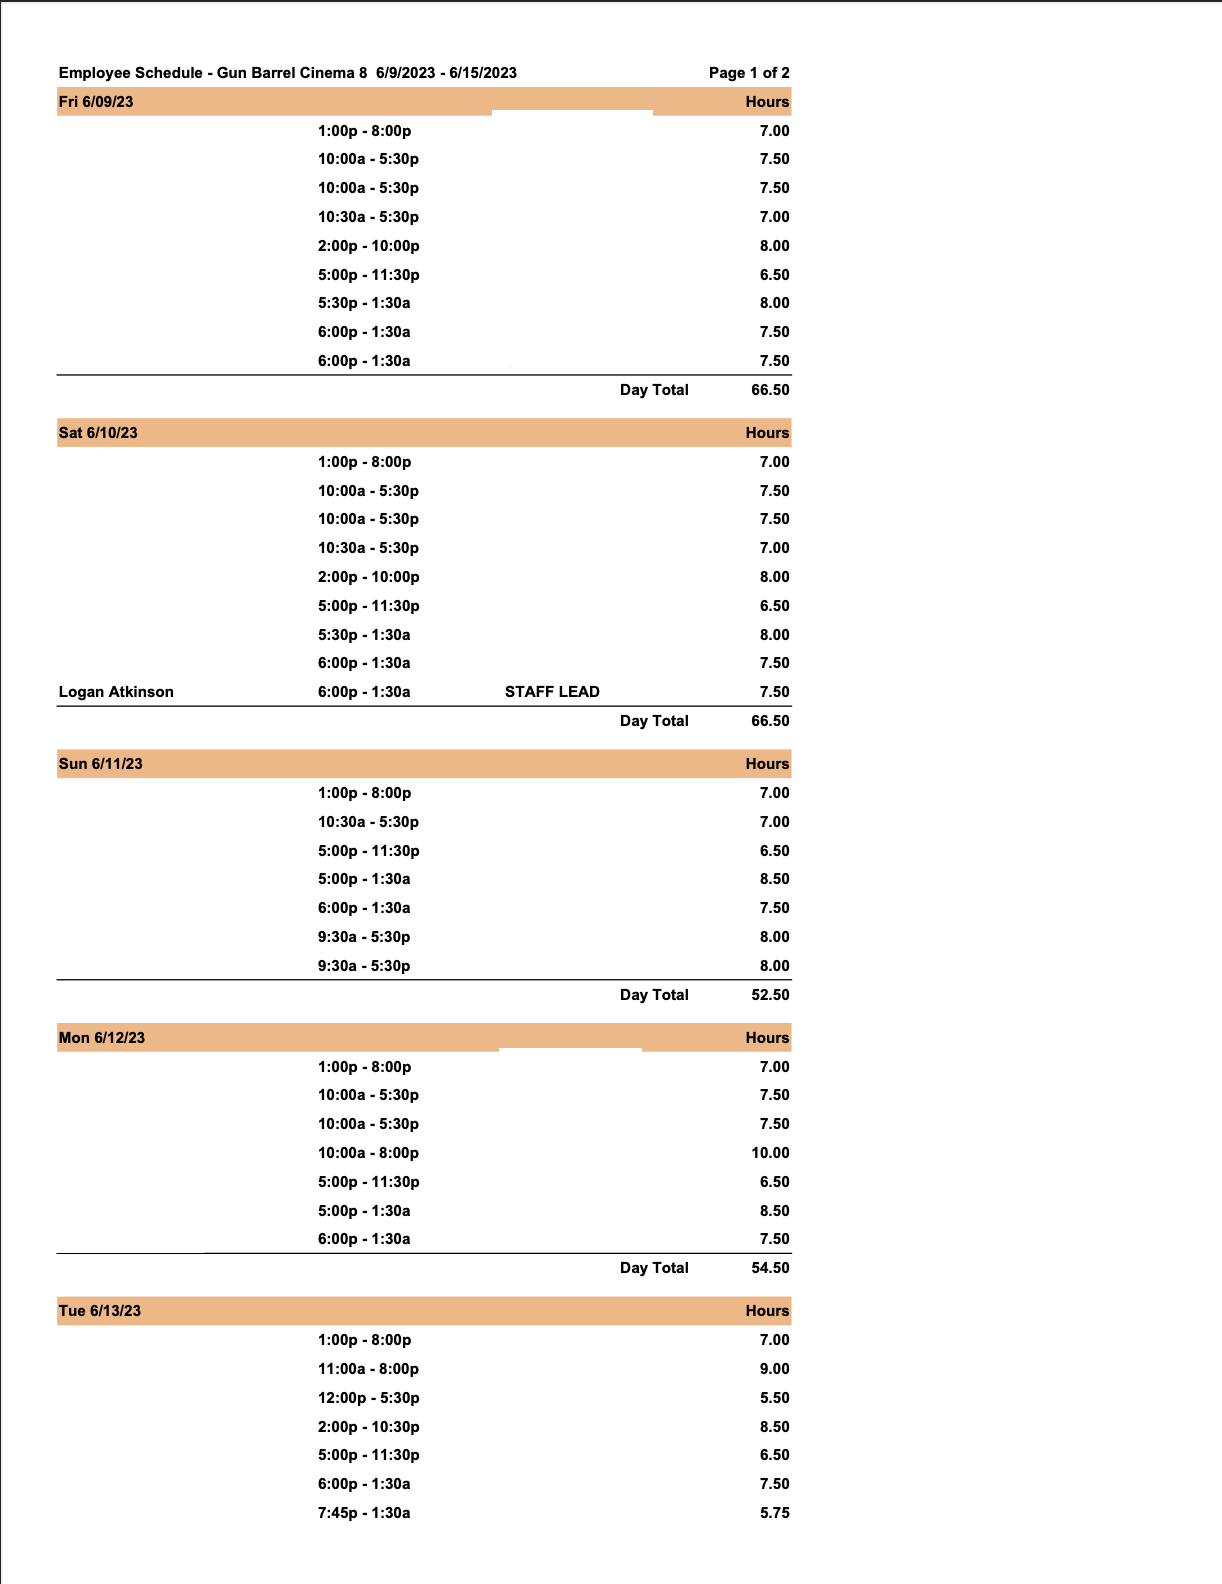 Employee Schedule - Gun Barrel Cinema 8  6/9/2023 - 6/15/2023 Page 1 of 2
Fri 6/09/23 Hours
1:00p - 8:00p 7.00
10:00a - 5:30p 7.50
10:00a - 5:30p 7.50
10:30a - 5:30p 7.00
2:00p - 10:00p 8.00
5:00p - 11:30p 6.50
5:30p - 1:30a 8.00
6:00p - 1:30a 7.50
6:00p - 1:30a 7.50
Day Total 66.50
Sat 6/10/23 Hours
1:00p - 8:00p 7.00
10:00a - 5:30p 7.50
10:00a - 5:30p 7.50
10:30a - 5:30p 7.00
2:00p - 10:00p 8.00
5:00p - 11:30p 6.50
5:30p - 1:30a 8.00
6:00p - 1:30a 7.50
Logan Atkinson 6:00p - 1:30a STAFF LEAD 7.50
Day Total 66.50
Sun 6/11/23 Hours
1:00p - 8:00p 7.00
10:30a - 5:30p 7.00
5:00p - 11:30p 6.50
5:00p - 1:30a 8.50
6:00p - 1:30a 7.50
9:30a - 5:30p 8.00
9:30a - 5:30p 8.00
Day Total 52.50
Mon 6/12/23 Hours
1:00p - 8:00p 7.00
10:00a - 5:30p 7.50
10:00a - 5:30p 7.50
10:00a - 8:00p 10.00
5:00p - 11:30p 6.50
5:00p - 1:30a 8.50
6:00p - 1:30a 7.50
Day Total 54.50
Tue 6/13/23 Hours
1:00p - 8:00p 7.00
11:00a - 8:00p 9.00
12:00p - 5:30p 5.50
2:00p - 10:30p 8.50
5:00p - 11:30p 6.50
6:00p - 1:30a 7.50
7:45p - 1:30a 5.75